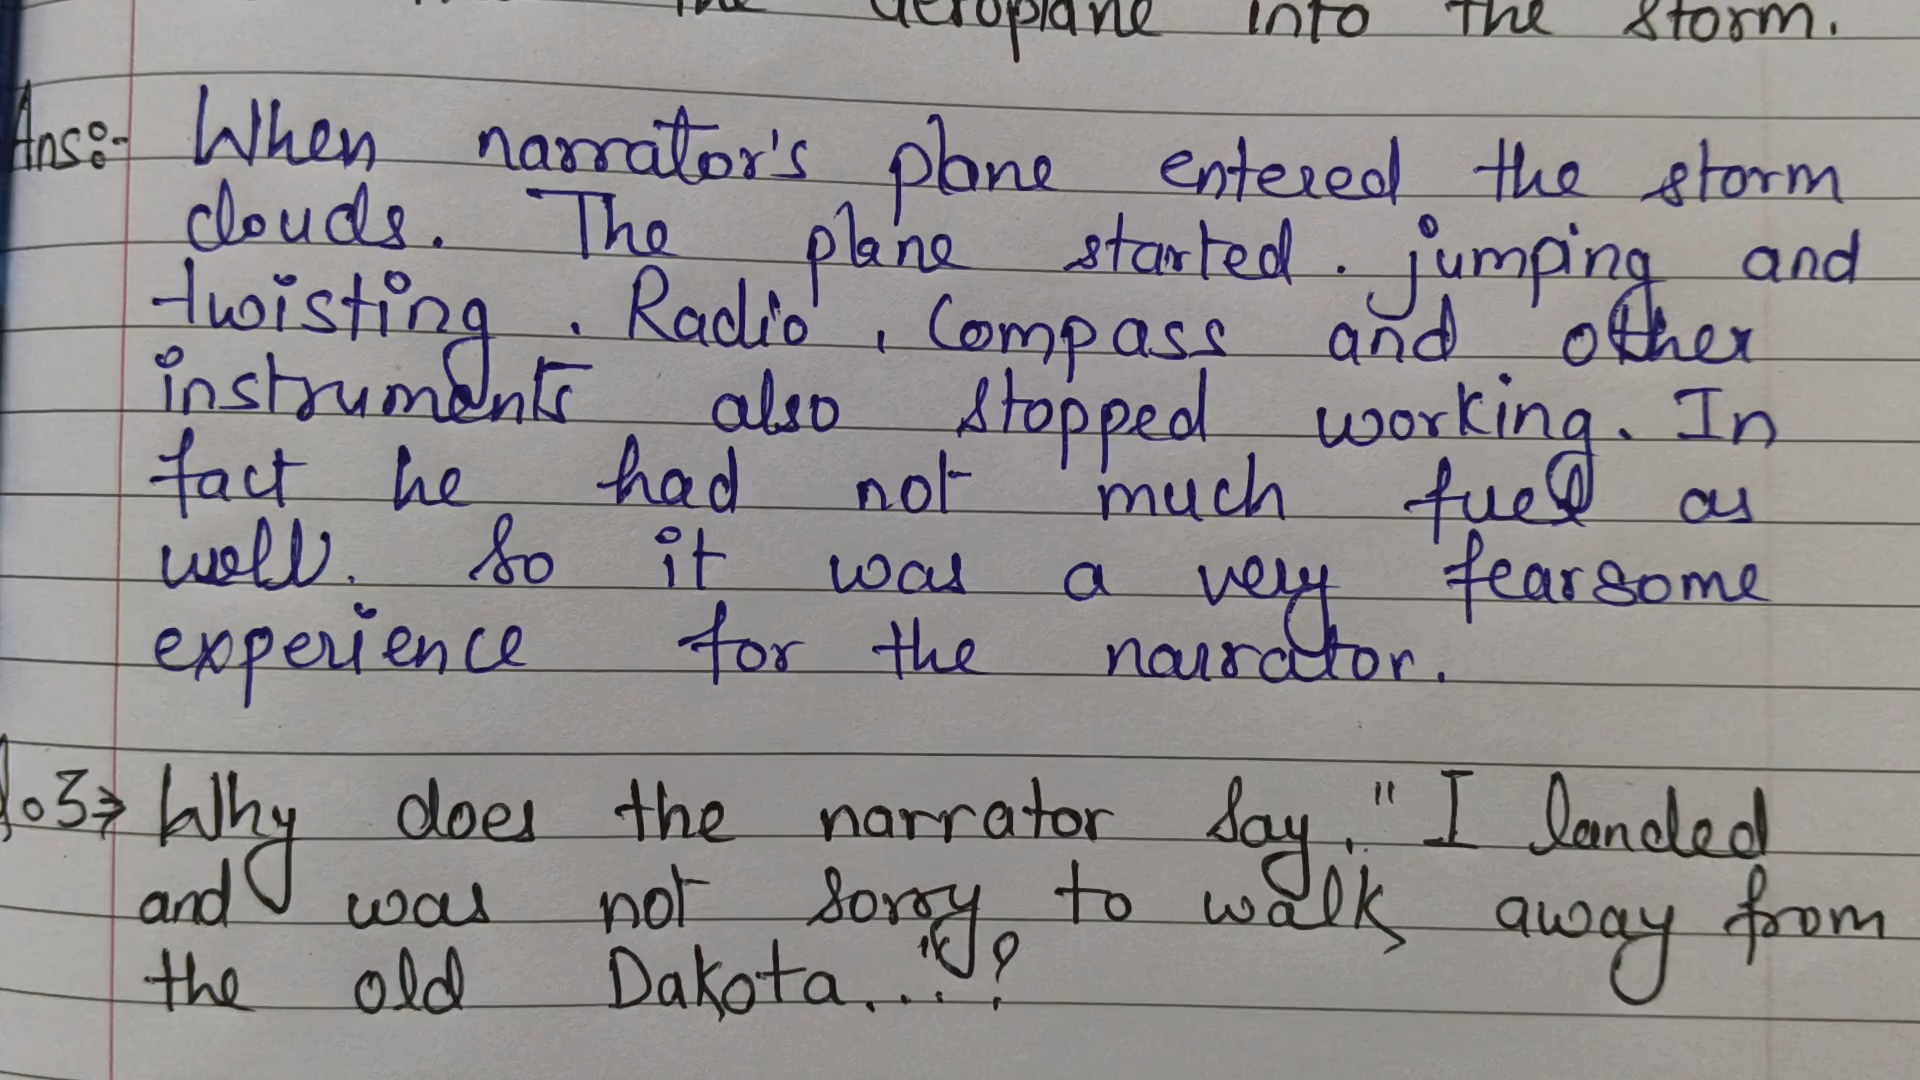 the aeroplane into the storm.
Ans:- When narrator's plane entered the storm
clouds. The plane started. jumping and
twisting. Radio, Compass and other
instruments also stopped working. In
fact he had not much fuel as
well. So it was a very fearsome
experience for the narrator.
.3⇒ Why does the narrator say, "I landed
and was not sorry to walk away from
the old Dakota..."?